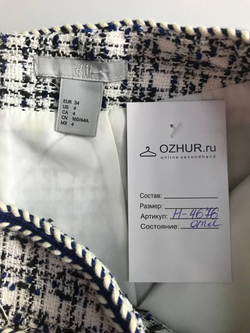 EUR 34
US 4
CA 4
CN 160/64A
MX 4
OZHUR.ru
online secondhand
Состав:
Размер:
Артикул: H-4676
Состояние: отл